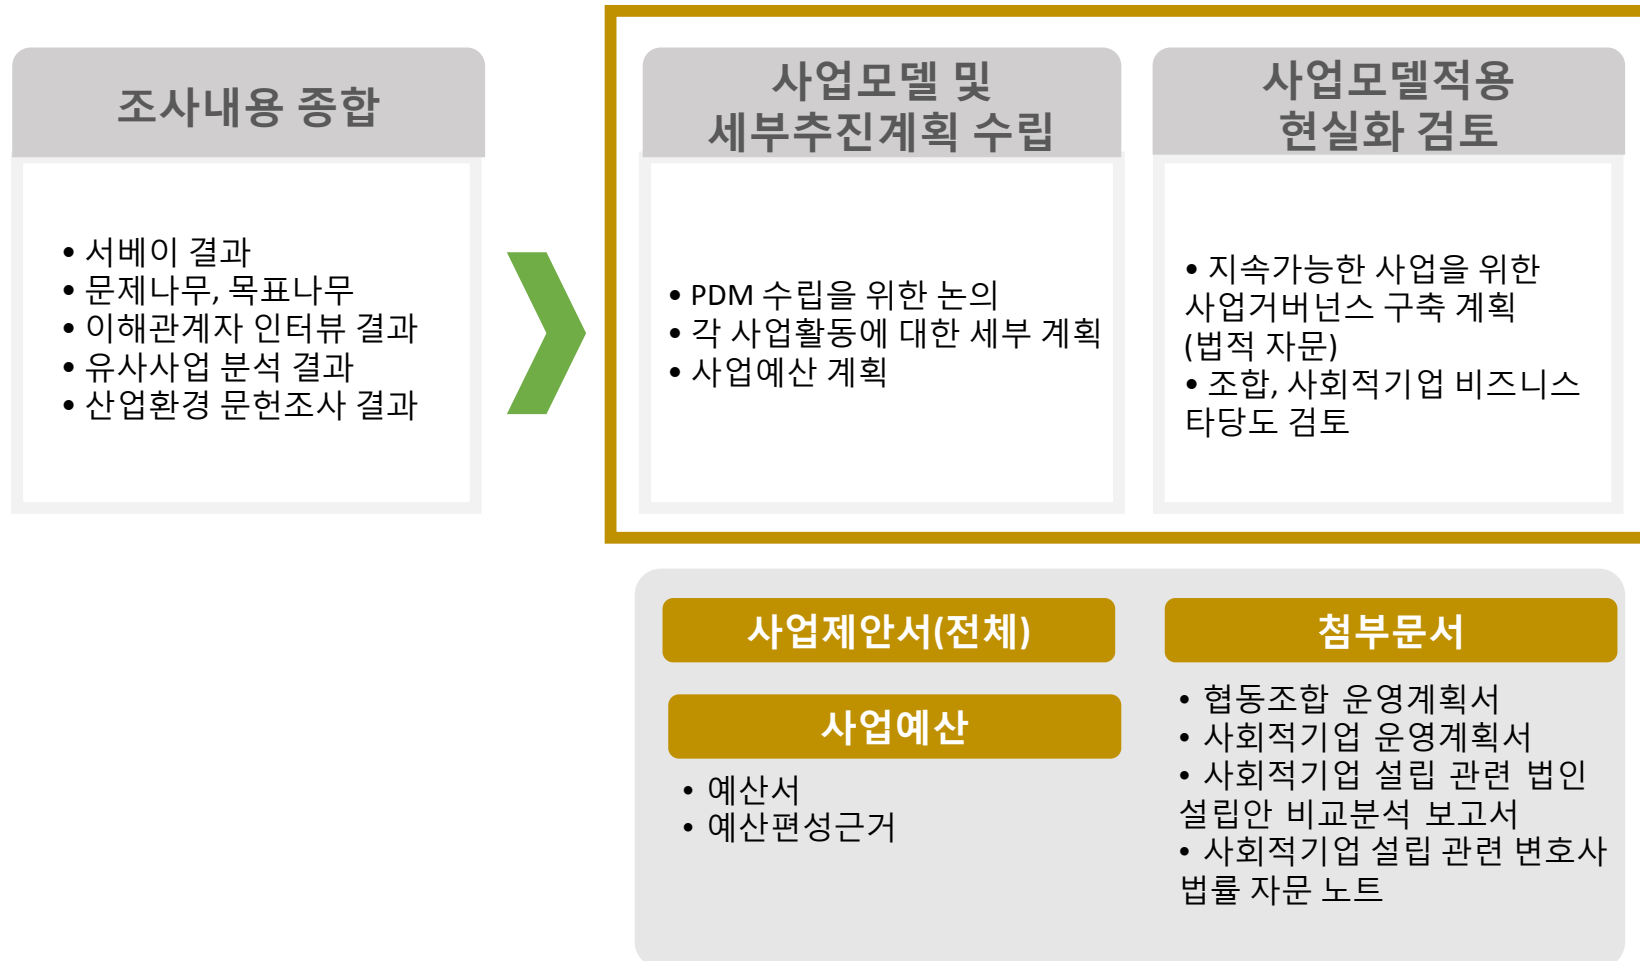 조사내용 종합
• 서베이 결과
• 문제나무, 목표나무
• 이해관계자 인터뷰 결과
• 유사사업 분석 결과
• 산업환경 문헌조사 결과
사업모델 및
세부추진계획 수립
• PDM 수립을 위한 논의
• 각 사업활동에 대한 세부 계획
• 사업예산 계획
사업모델적용
현실화 검토
• 지속가능한 사업을 위한
사업거버넌스 구축 계획
(법적 자문)
• 조합, 사회적기업 비즈니스
타당도 검토
사업제안서(전체)
사업예산
• 예산서
• 예산편성근거
첨부문서
• 협동조합 운영계획서
• 사회적기업 운영계획서
• 사회적기업 설립 관련 법인
설립안 비교분석 보고서
• 사회적기업 설립 관련 변호사
법률 자문 노트